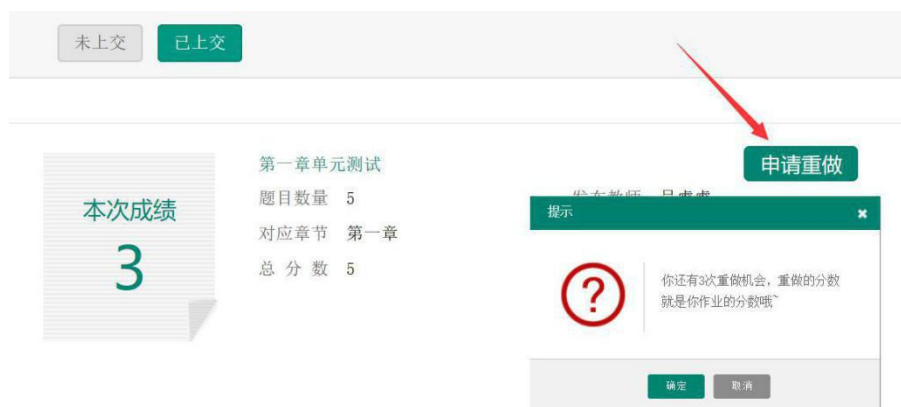 未上交
已上交
第一章单元测试
申请重做
本次成绩
3
题目数量 5
对应章节 第一章
总分数 5
提示
你还有3次重做机会，重做的分数
就是你作业的分数哦~
确定
取消